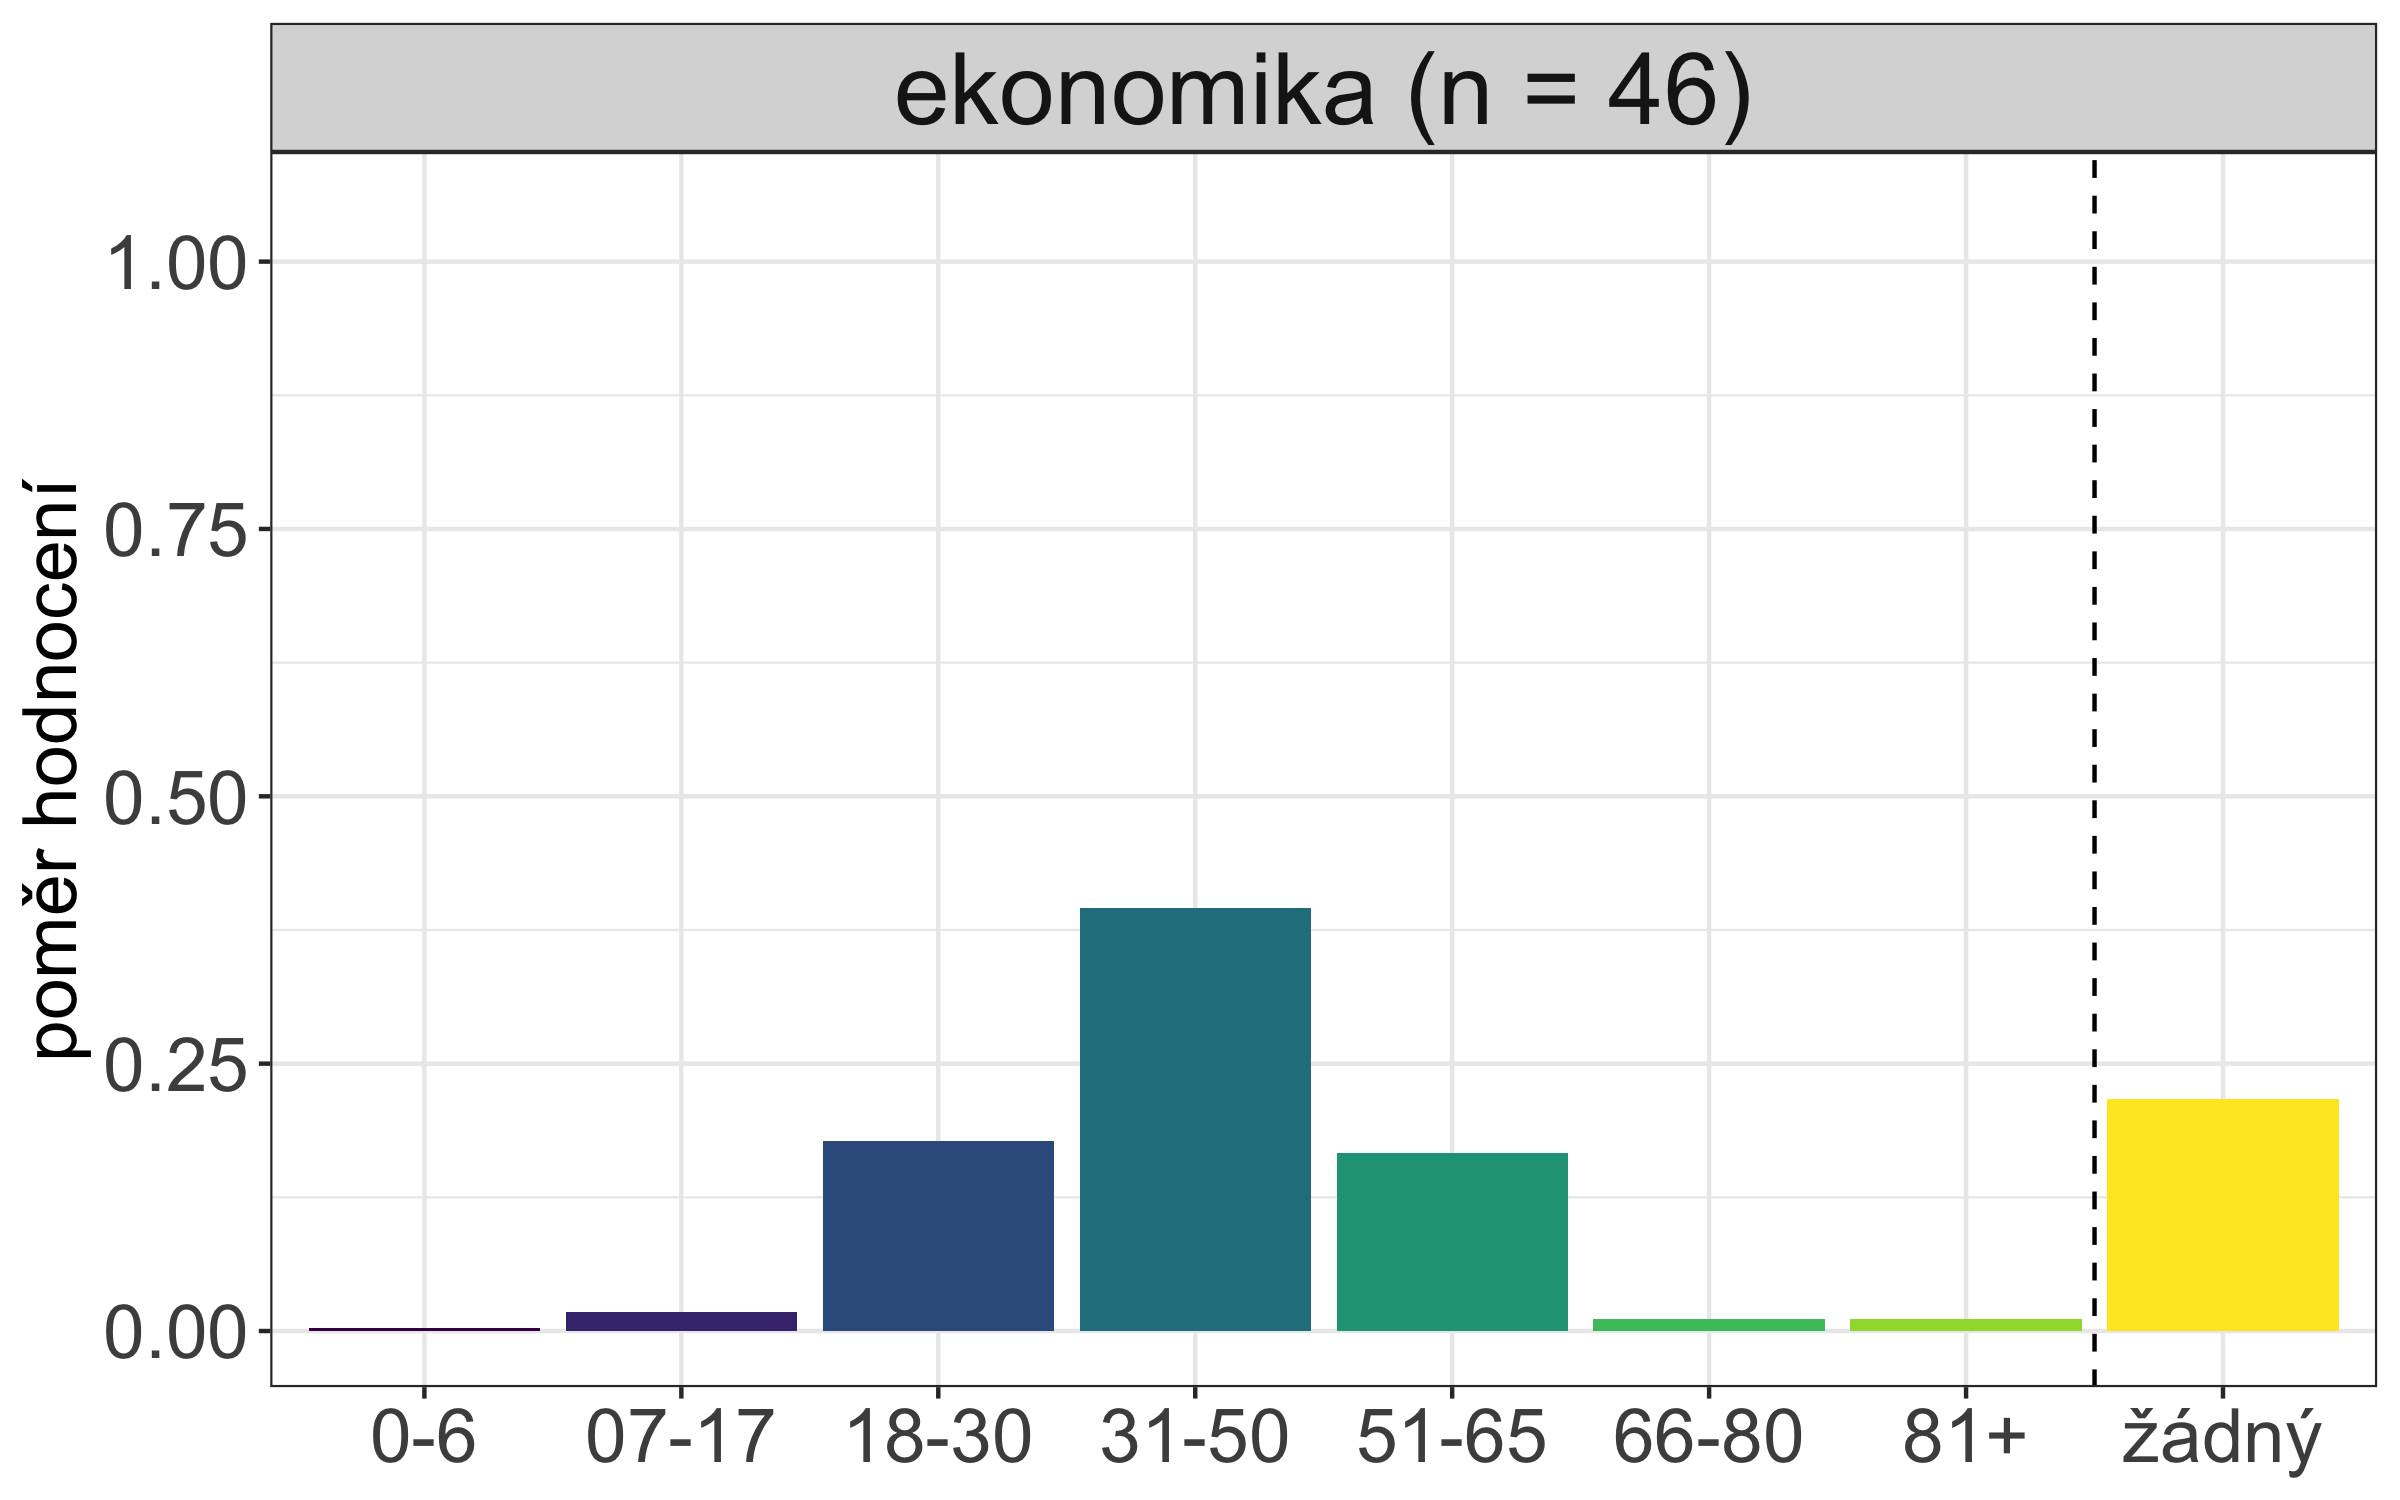 ekonomika (n = 46)
poměr hodnocení
1.00
0.75
0.50
0.25
0.00
0-6 07-17 18-30 31-50 51-65 66-80 81+ žádný